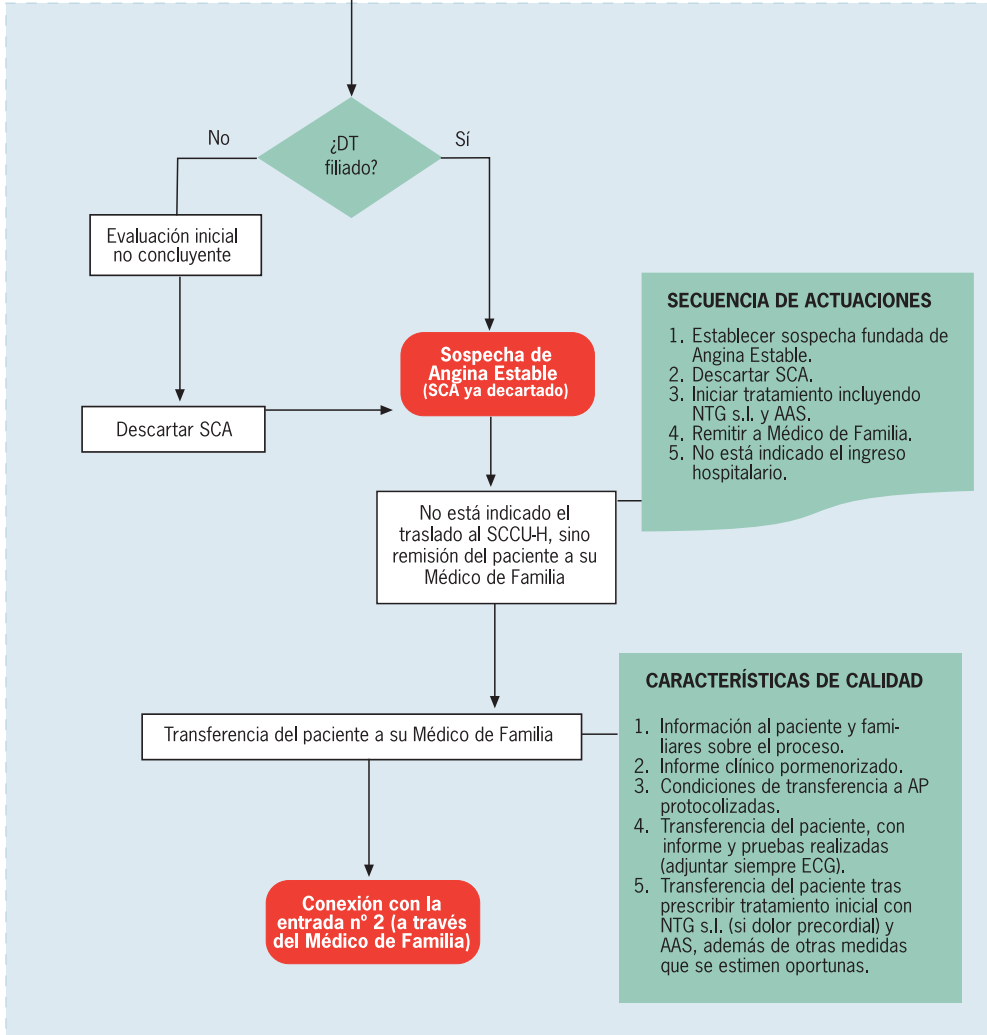 ¿DT
filiado?
No
Sí
Evaluación inicial
no concluyente
Descartar SCA
Sospecha de
Angina Estable
(SCA ya decartado)
SECUENCIA DE ACTUACIONES
1. Establecer sospecha fundada de
Angina Estable.
2. Descartar SCA.
3. Iniciar tratamiento incluyendo
NTG s.l. y AAS.
4. Remitir a Médico de Familia.
5. No está indicado el ingreso
hospitalario.
No está indicado el
traslado al SCCU-H, sino
remisión del paciente a su
Médico de Familia
Transferencia del paciente a su Médico de Familia
CARACTERÍSTICAS DE CALIDAD
1. Información al paciente y fami-
liares sobre el proceso.
2. Informe clínico pormenorizado.
3. Condiciones de transferencia a AP
protocolizadas.
4. Transferencia del paciente, con
informe y pruebas realizadas
(adjuntar siempre ECG).
5. Transferencia del paciente tras
prescribir tratamiento inicial con
NTG s.l. (si dolor precordial) y
AAS, además de otras medidas
que se estimen oportunas.
Conexión con la
entrada nº 2 (a través
del Médico de Familia)